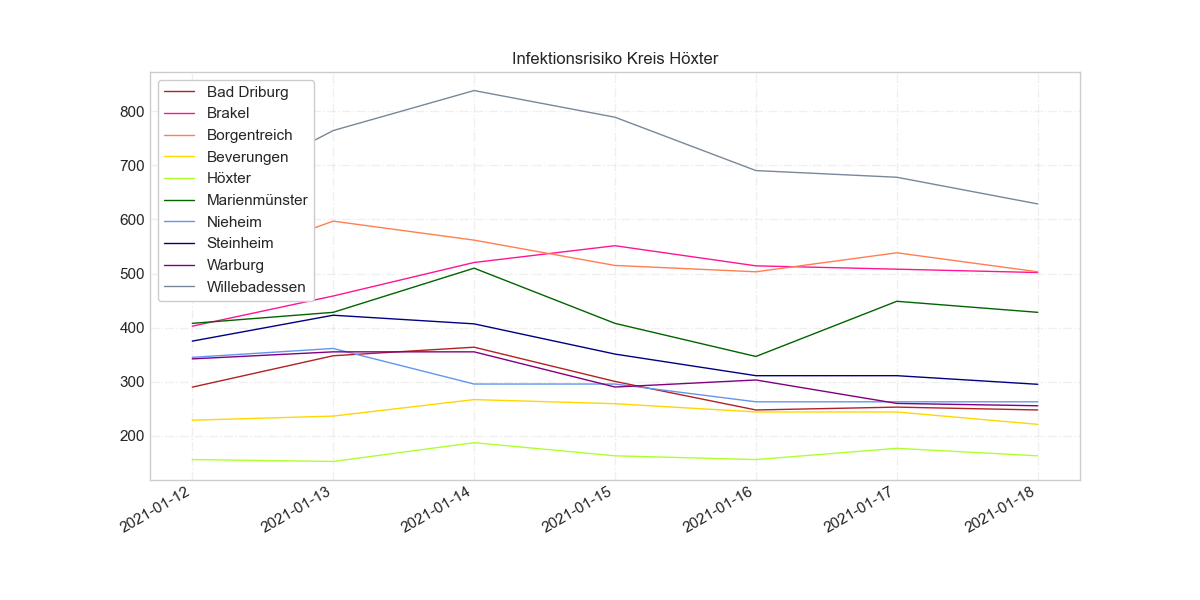 Infektionsrisiko Kreis Höxter
Bad Driburg
Brakel
Borgentreich
Beverungen
Höxter
Marienmünster
Nieheim
Steinheim
Warburg
Willebadessen
800
700
600
500
400
300
200
2021-01-12
2021-01-13
2021-01-14
2021-01-15
2021-01-16
2021-01-17
2021-01-18